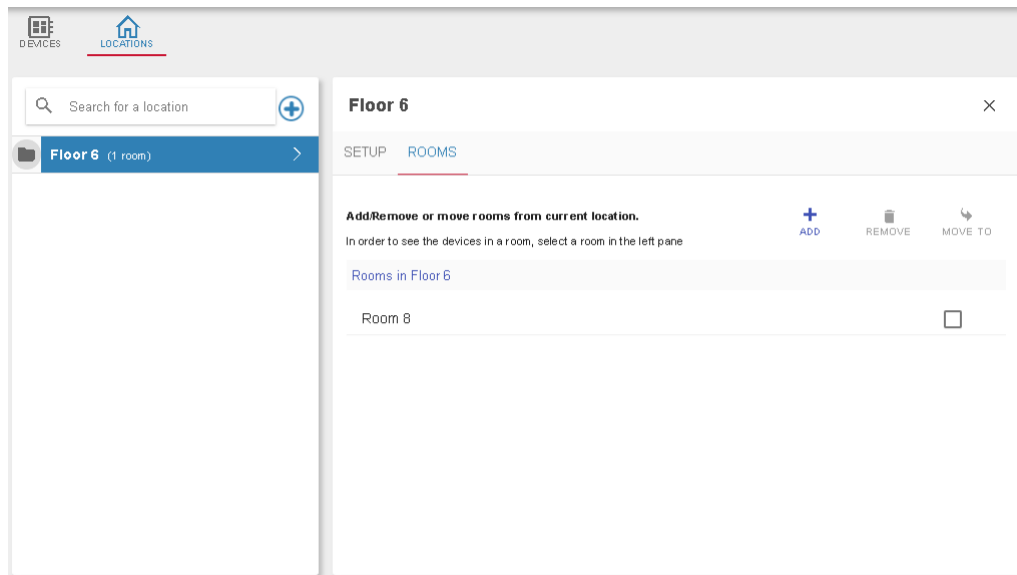 DEVICES
LOCATIONS
Search for a location
Floor 6 (1 room)
Floor 6
SETUP ROOMS
Add/Remove or move rooms from current location.
In order to see the devices in a room, select a room in the left pane
ADD REMOVE MOVE TO
Rooms in Floor 6
Room 8